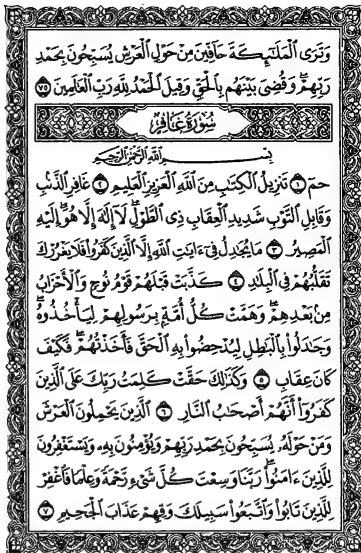 وَتَرَى ٱلْمَلَـٰٓئِكَةَ حَآفِّينَ مِنْ حَوْلِ ٱلْعَرْشِ يُسَبِّحُونَ بِحَمْدِ
رَبِّهِمْ ۖ وَقُضِىَ بَيْنَهُم بِٱلْحَقِّ وَقِيلَ ٱلْحَمْدُ لِلَّهِ رَبِّ ٱلْعَـٰلَمِينَ ٧٥
سُورَةُ غَافِرٍ
بِسْمِ ٱللَّهِ ٱلرَّحْمَـٰنِ ٱلرَّحِيمِ
حمٓ ١ تَنزِيلُ ٱلْكِتَـٰبِ مِنَ ٱللَّهِ ٱلْعَزِيزِ ٱلْعَلِيمِ ٢ غَافِرِ ٱلذَّنۢبِ
وَقَابِلِ ٱلتَّوْبِ شَدِيدِ ٱلْعِقَابِ ذِى ٱلطَّوْلِ ۖ لَآ إِلَـٰهَ إِلَّا هُوَ ۖ إِلَيْهِ
ٱلْمَصِيرُ ٣ مَا يُجَـٰدِلُ فِىٓ ءَايَـٰتِ ٱللَّهِ إِلَّا ٱلَّذِينَ كَفَرُوا۟ فَلَا يَغْرُرْكَ
تَقَلُّبُهُمْ فِى ٱلْبِلَـٰدِ ٤ كَذَّبَتْ قَبْلَهُمْ قَوْمُ نُوحٍ وَٱلْأَحْزَابُ
مِنۢ بَعْدِهِمْ ۖ وَهَمَّتْ كُلُّ أُمَّةٍۭ بِرَسُولِهِمْ لِيَأْخُذُوهُ ۖ
وَجَـٰدَلُوا۟ بِٱلْبَـٰطِلِ لِيُدْحِضُوا۟ بِهِ ٱلْحَقَّ فَأَخَذْتُهُمْ ۖ فَكَيْفَ
كَانَ عِقَابِ ٥ وَكَذَٰلِكَ حَقَّتْ كَلِمَتُ رَبِّكَ عَلَى ٱلَّذِينَ
كَفَرُوٓا۟ أَنَّهُمْ أَصْحَـٰبُ ٱلنَّارِ ٦ ٱلَّذِينَ يَحْمِلُونَ ٱلْعَرْشَ
وَمَنْ حَوْلَهُۥ يُسَبِّحُونَ بِحَمْدِ رَبِّهِمْ وَيُؤْمِنُونَ بِهِۦ وَيَسْتَغْفِرُونَ
لِلَّذِينَ ءَامَنُوا۟ رَبَّنَا وَسِعْتَ كُلَّ شَىْءٍ رَّحْمَةً وَعِلْمًا فَٱغْفِرْ
لِلَّذِينَ تَابُوا۟ وَٱتَّبَعُوا۟ سَبِيلَكَ وَقِهِمْ عَذَابَ ٱلْجَحِيمِ ٧